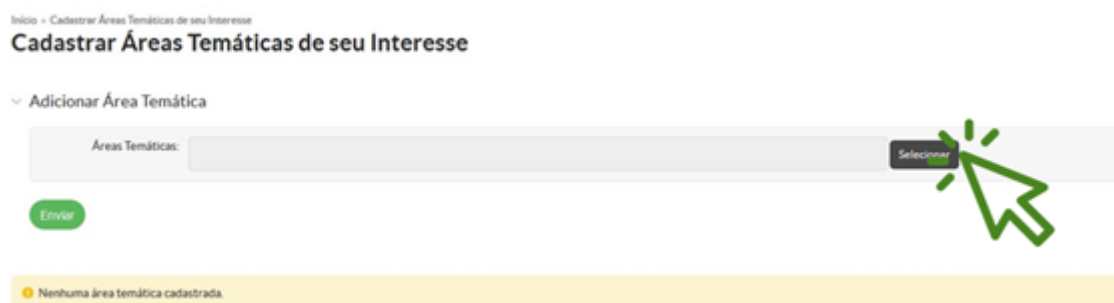 Início » Cadastrar Áreas Temáticas de seu Interesse
Cadastrar Áreas Temáticas de seu Interesse
Adicionar Área Temática
Áreas Temáticas:
Selecionar
Enviar
Nenhuma área temática cadastrada.